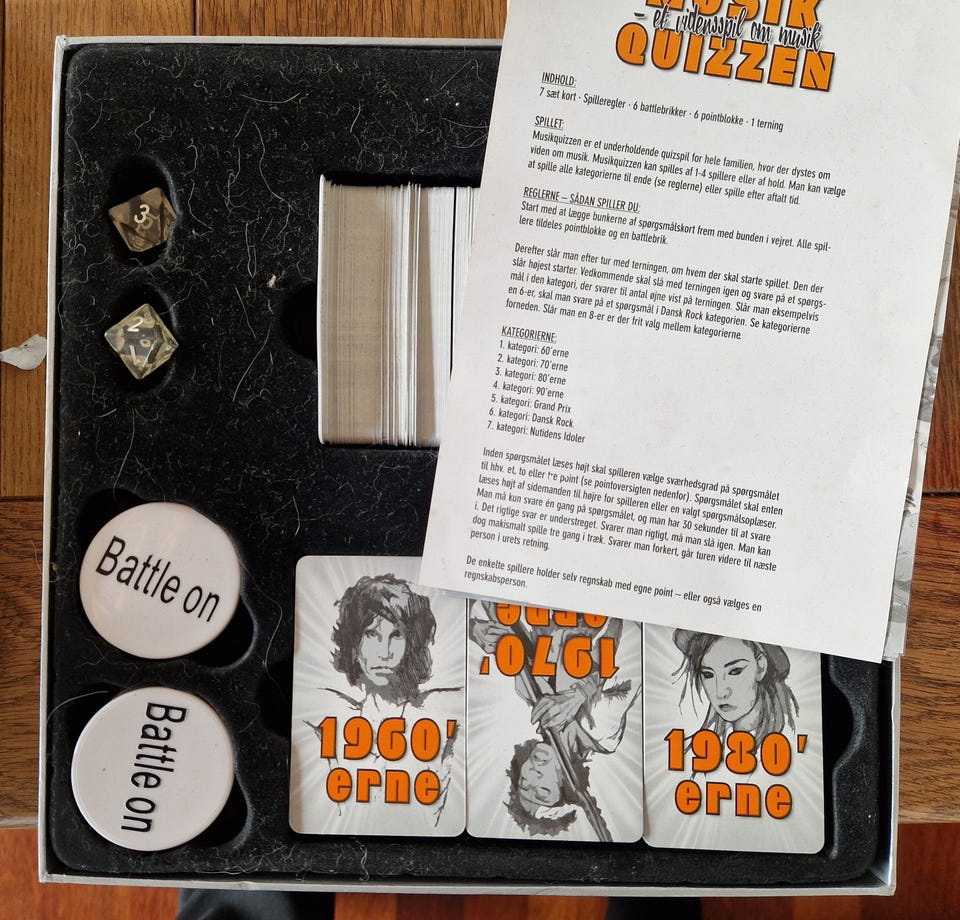 MUSIK
– et vidensspil om musik
QUIZZEN
INDHOLD:
7 sæt kort · Spilleregler · 6 battlebrikker · 6 pointblokke · 1 terning
SPILLET:
Musikquizzen er et underholdende quizspil for hele familien, hvor der dystes om
viden om musik. Musikquizzen kan spilles af 1-4 spillere eller af hold. Man kan vælge
at spille alle kategorierne til ende (se reglerne) eller spille efter aftalt tid.
REGLERNE – SÅDAN SPILLER DU:
Start med at lægge bunkerne af spørgsmålskort frem med bunden i vejret. Alle spil-
lere tildeles pointblokke og en battlebrik.
Derefter slår man efter tur med terningen, om hvem der skal starte spillet. Den der
slår højest starter. Vedkommende skal slå med terningen igen og svare på et spørgs-
mål i den kategori, der svarer til antal øjne vist på terningen. Slår man eksempelvis
en 6-er, skal man svare på et spørgsmål i Dansk Rock kategorien. Se kategorierne
forneden. Slår man en 8-er er der frit valg mellem kategorierne.
KATEGORIERNE:
1. kategori: 60´erne
2. kategori: 70´erne
3. kategori: 80´erne
4. kategori: 90´erne
5. kategori: Grand Prix
6. kategori: Dansk Rock
7. kategori: Nutidens Idoler
Inden spørgsmålet læses højt skal spilleren vælge sværhedsgrad på spørgsmålet
til hhv. et, to eller tre point (se pointoversigten nedenfor). Spørgsmålet skal enten
læses højt af sidemanden til højre for spilleren eller en valgt spørgsmålsoplæser.
Man må kun svare én gang på spørgsmålet, og man har 30 sekunder til at svare
i. Det rigtige svar er understreget. Svarer man rigtigt, må man slå igen. Man kan
dog makismalt spille tre gang i træk. Svarer man forkert, går turen videre til næste
person i urets retning.
De enkelte spillere holder selv regnskab med egne point – eller også vælges en
regnskabsperson.
3
2
1
Battle on
Battle on
1960'
erne
1970'
erne
1980'
erne